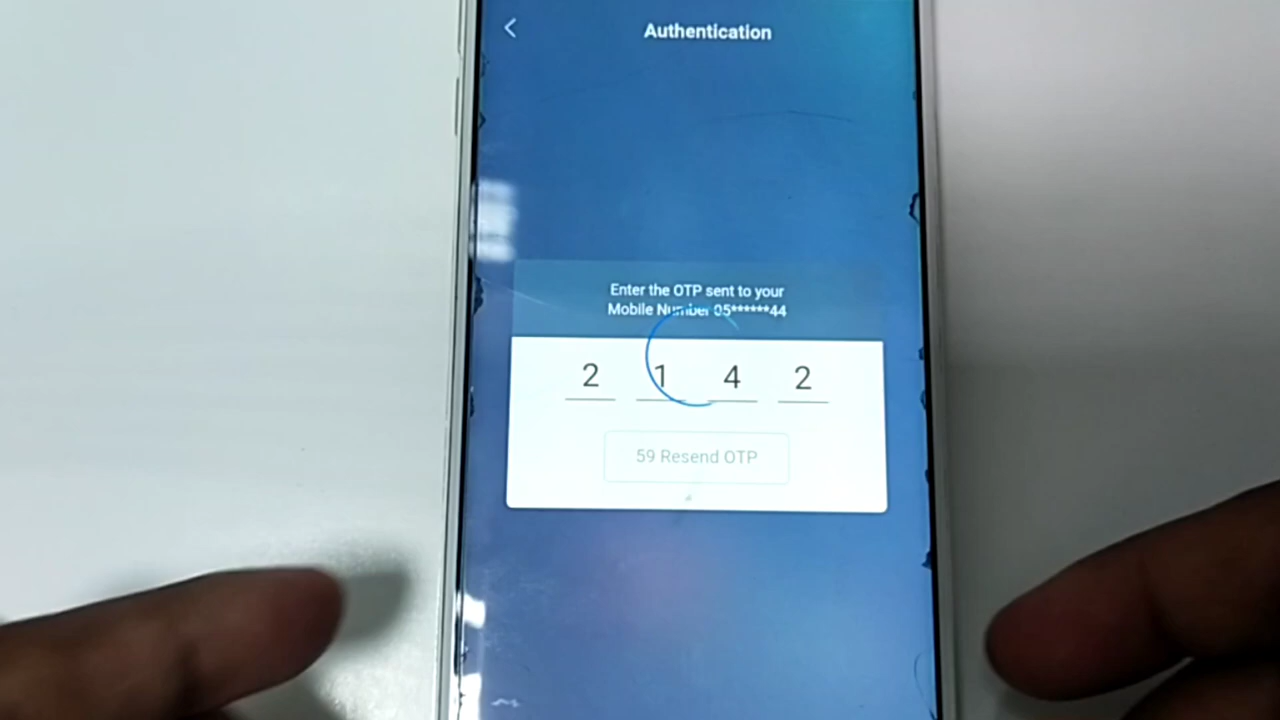 Authentication
Enter the OTP sent to your
Mobile Number 05******44
2 1 4 2
59 Resend OTP